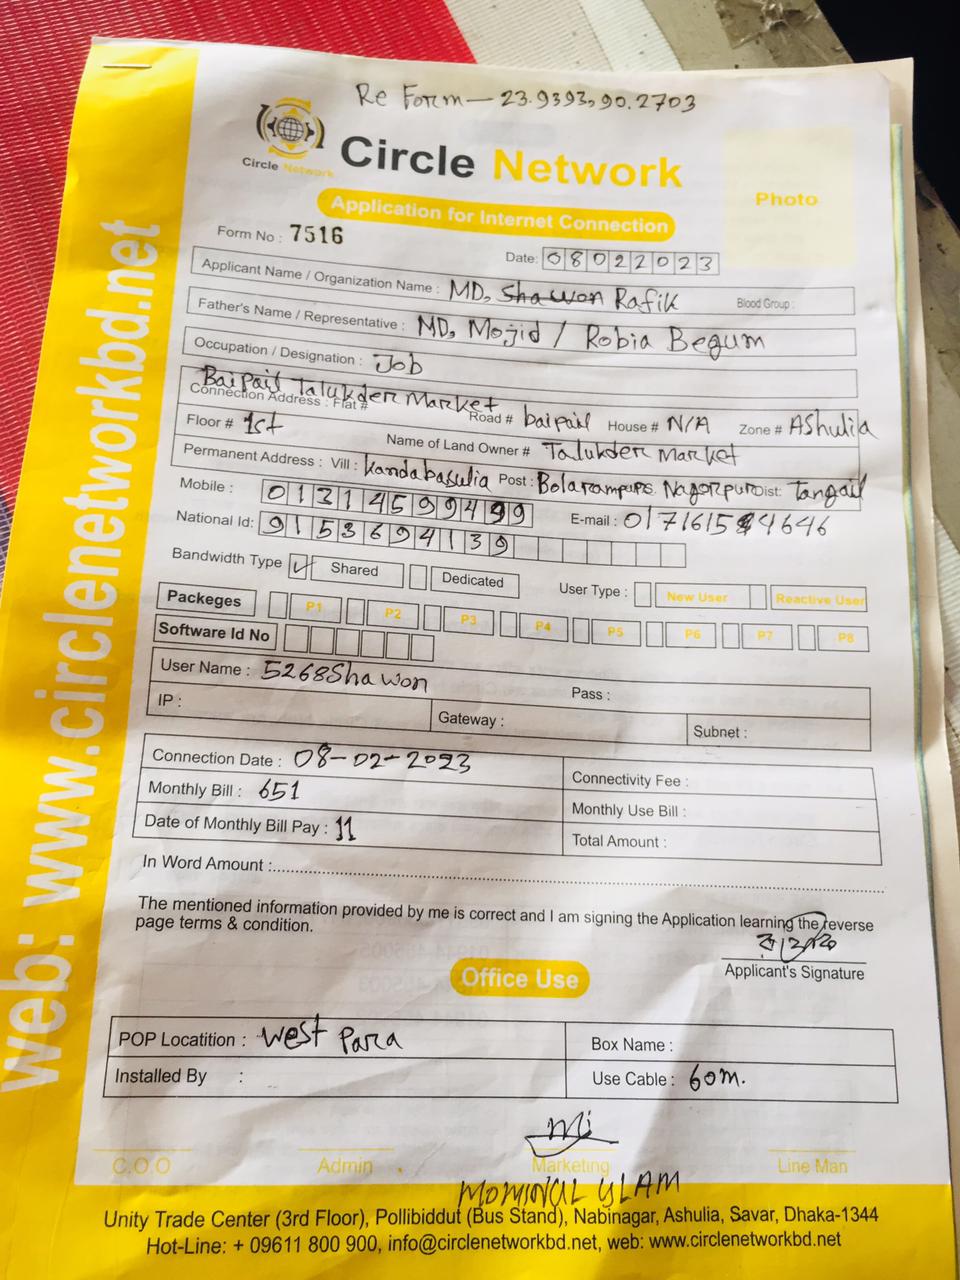 Re Form - 23.9393, 90.2703
Circle Network
Circle Network
Photo
Application for Internet Connection
Form No : 7516
Date: 08022023
Applicant Name / Organization Name : MD, Shawon Rafik Blood Group :
Father's Name / Representative : MD, Mojid / Robia Begum
Occupation / Designation : Job
Baipail Talukder Market
Connection Address : Flat # Road # baipail House # N/A Zone # Ashulia
Floor # 1st Name of Land Owner # Talukder Market
Permanent Address : Vill : Post : Dist: Tangail
Mobile : 01314599499 E-mail : 
National Id: 9153694139
Bandwidth Type Shared Dedicated User Type : New User Reactive User
Packeges P1 P2 P3 P4 P5 P6 P7 P8
Software Id No
User Name : 5268Shawon Pass :
IP : Gateway : Subnet :
Connection Date : 08-02-2023 Connectivity Fee :
Monthly Bill : 651 Monthly Use Bill :
Date of Monthly Bill Pay : 11 Total Amount :
In Word Amount :
The mentioned information provided by me is correct and I am signing the Application learning the reverse
page terms & condition.
Applicant's Signature
Office Use
POP Locatition : West Para Box Name :
Installed By : Use Cable : 60m.
C.O.O Admin Marketing Line Man
MOMINUL ISLAM
Unity Trade Center (3rd Floor), Pollibiddut (Bus Stand), Nabinagar, Ashulia, Savar, Dhaka-1344
Hot-Line: + 09611 800 900, info@circlenetworkbd.net, web: www.circlenetworkbd.net
web: www.circlenetworkbd.net